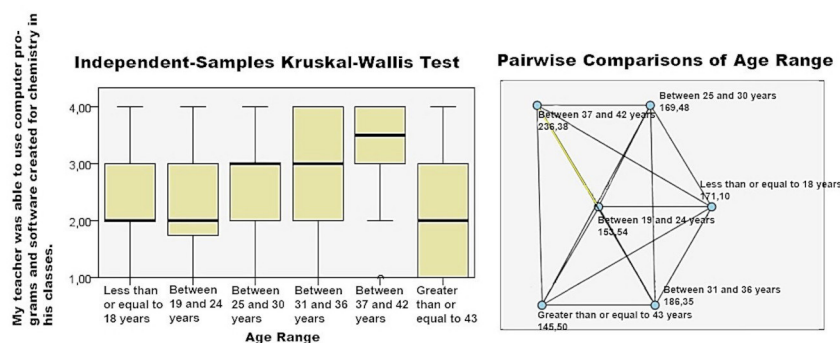 My teacher was able to use computer pro-
grams and software created for chemistry in
his classes.
Independent-Samples Kruskal-Wallis Test
4,00
3,00
2,00
1,00
Less than
or equal to
18 years
Between
19 and 24
years
Between
25 and 30
years
Between
31 and 36
years
Between
37 and 42
years
Greater
than or
equal to 43
Age Range
Pairwise Comparisons of Age Range
Between 25 and 30 years
169,48
Between 37 and 42 years
236,38
Less than or equal to 18 years
171,10
Between 19 and 24 years
153,54
Between 31 and 36 years
186,35
Greater than or equal to 43 years
145,50